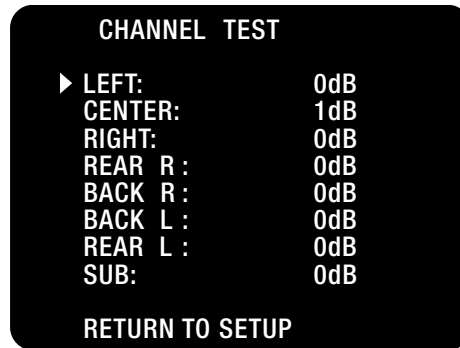 CHANNEL TEST
LEFT: 0dB
CENTER: 1dB
RIGHT: 0dB
REAR R : 0dB
BACK R : 0dB
BACK L : 0dB
REAR L : 0dB
SUB: 0dB
RETURN TO SETUP